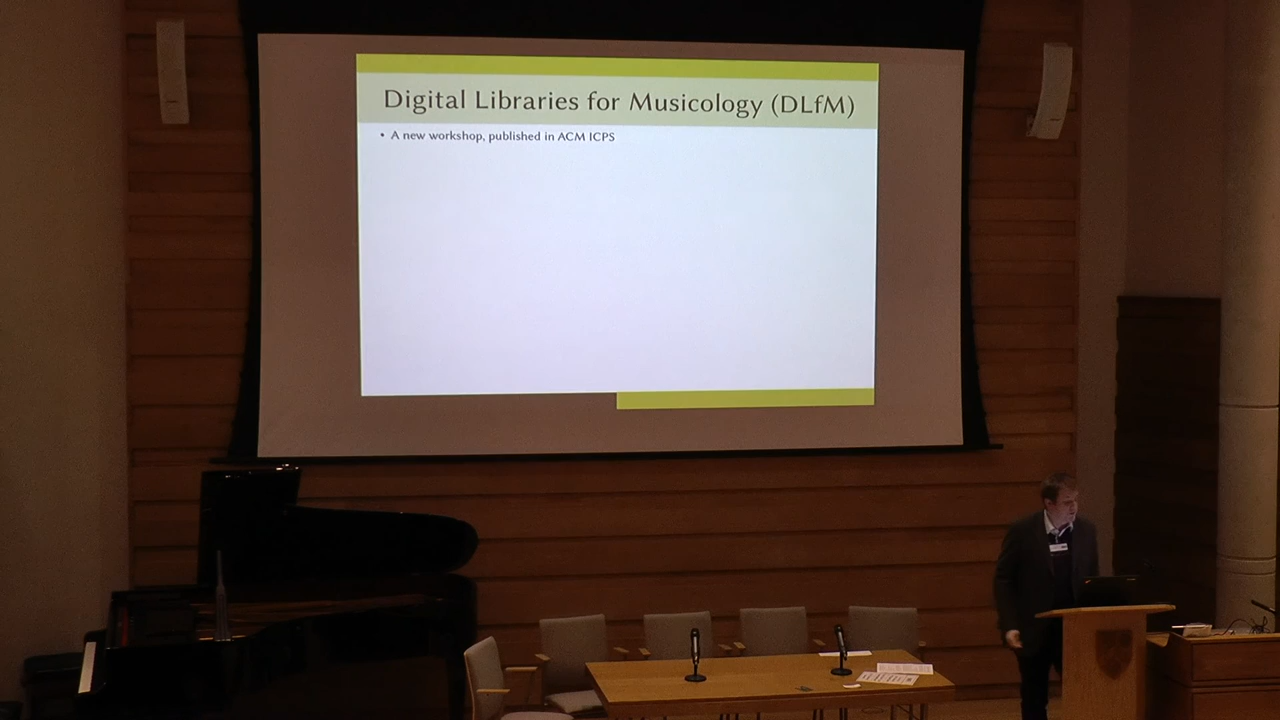 Digital Libraries for Musicology (DLfM)
• A new workshop, published in ACM ICPS